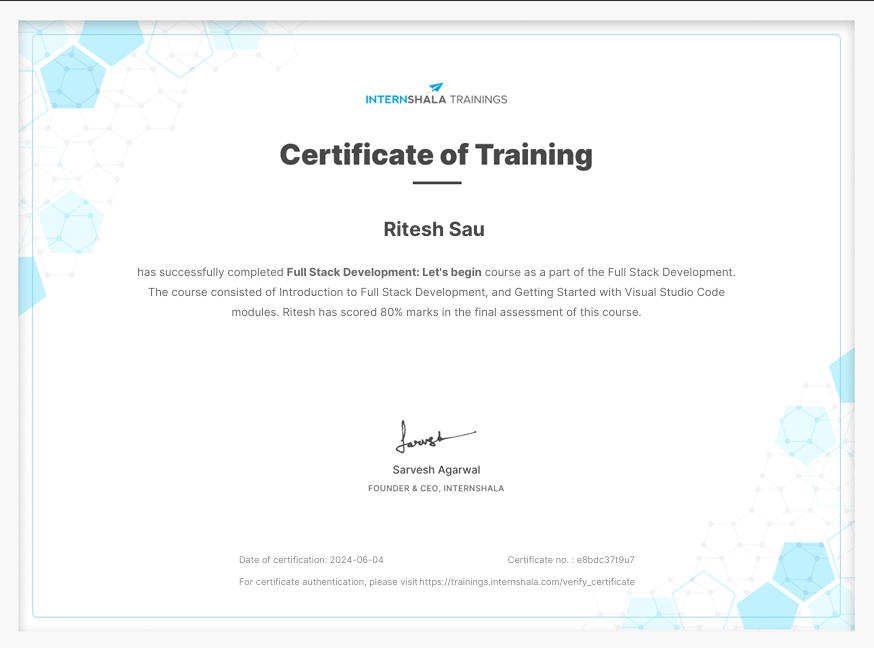 INTERNSHALA TRAININGS
Certificate of Training
Ritesh Sau
has successfully completed Full Stack Development: Let's begin course as a part of the Full Stack Development.
The course consisted of Introduction to Full Stack Development, and Getting Started with Visual Studio Code
modules. Ritesh has scored 80% marks in the final assessment of this course.
Sarvesh
Sarvesh Agarwal
FOUNDER & CEO, INTERNSHALA
Date of certification: 2024-06-04 Certificate no. : e8bdc37t9u7
For certificate authentication, please visit https://trainings.internshala.com/verify_certificate